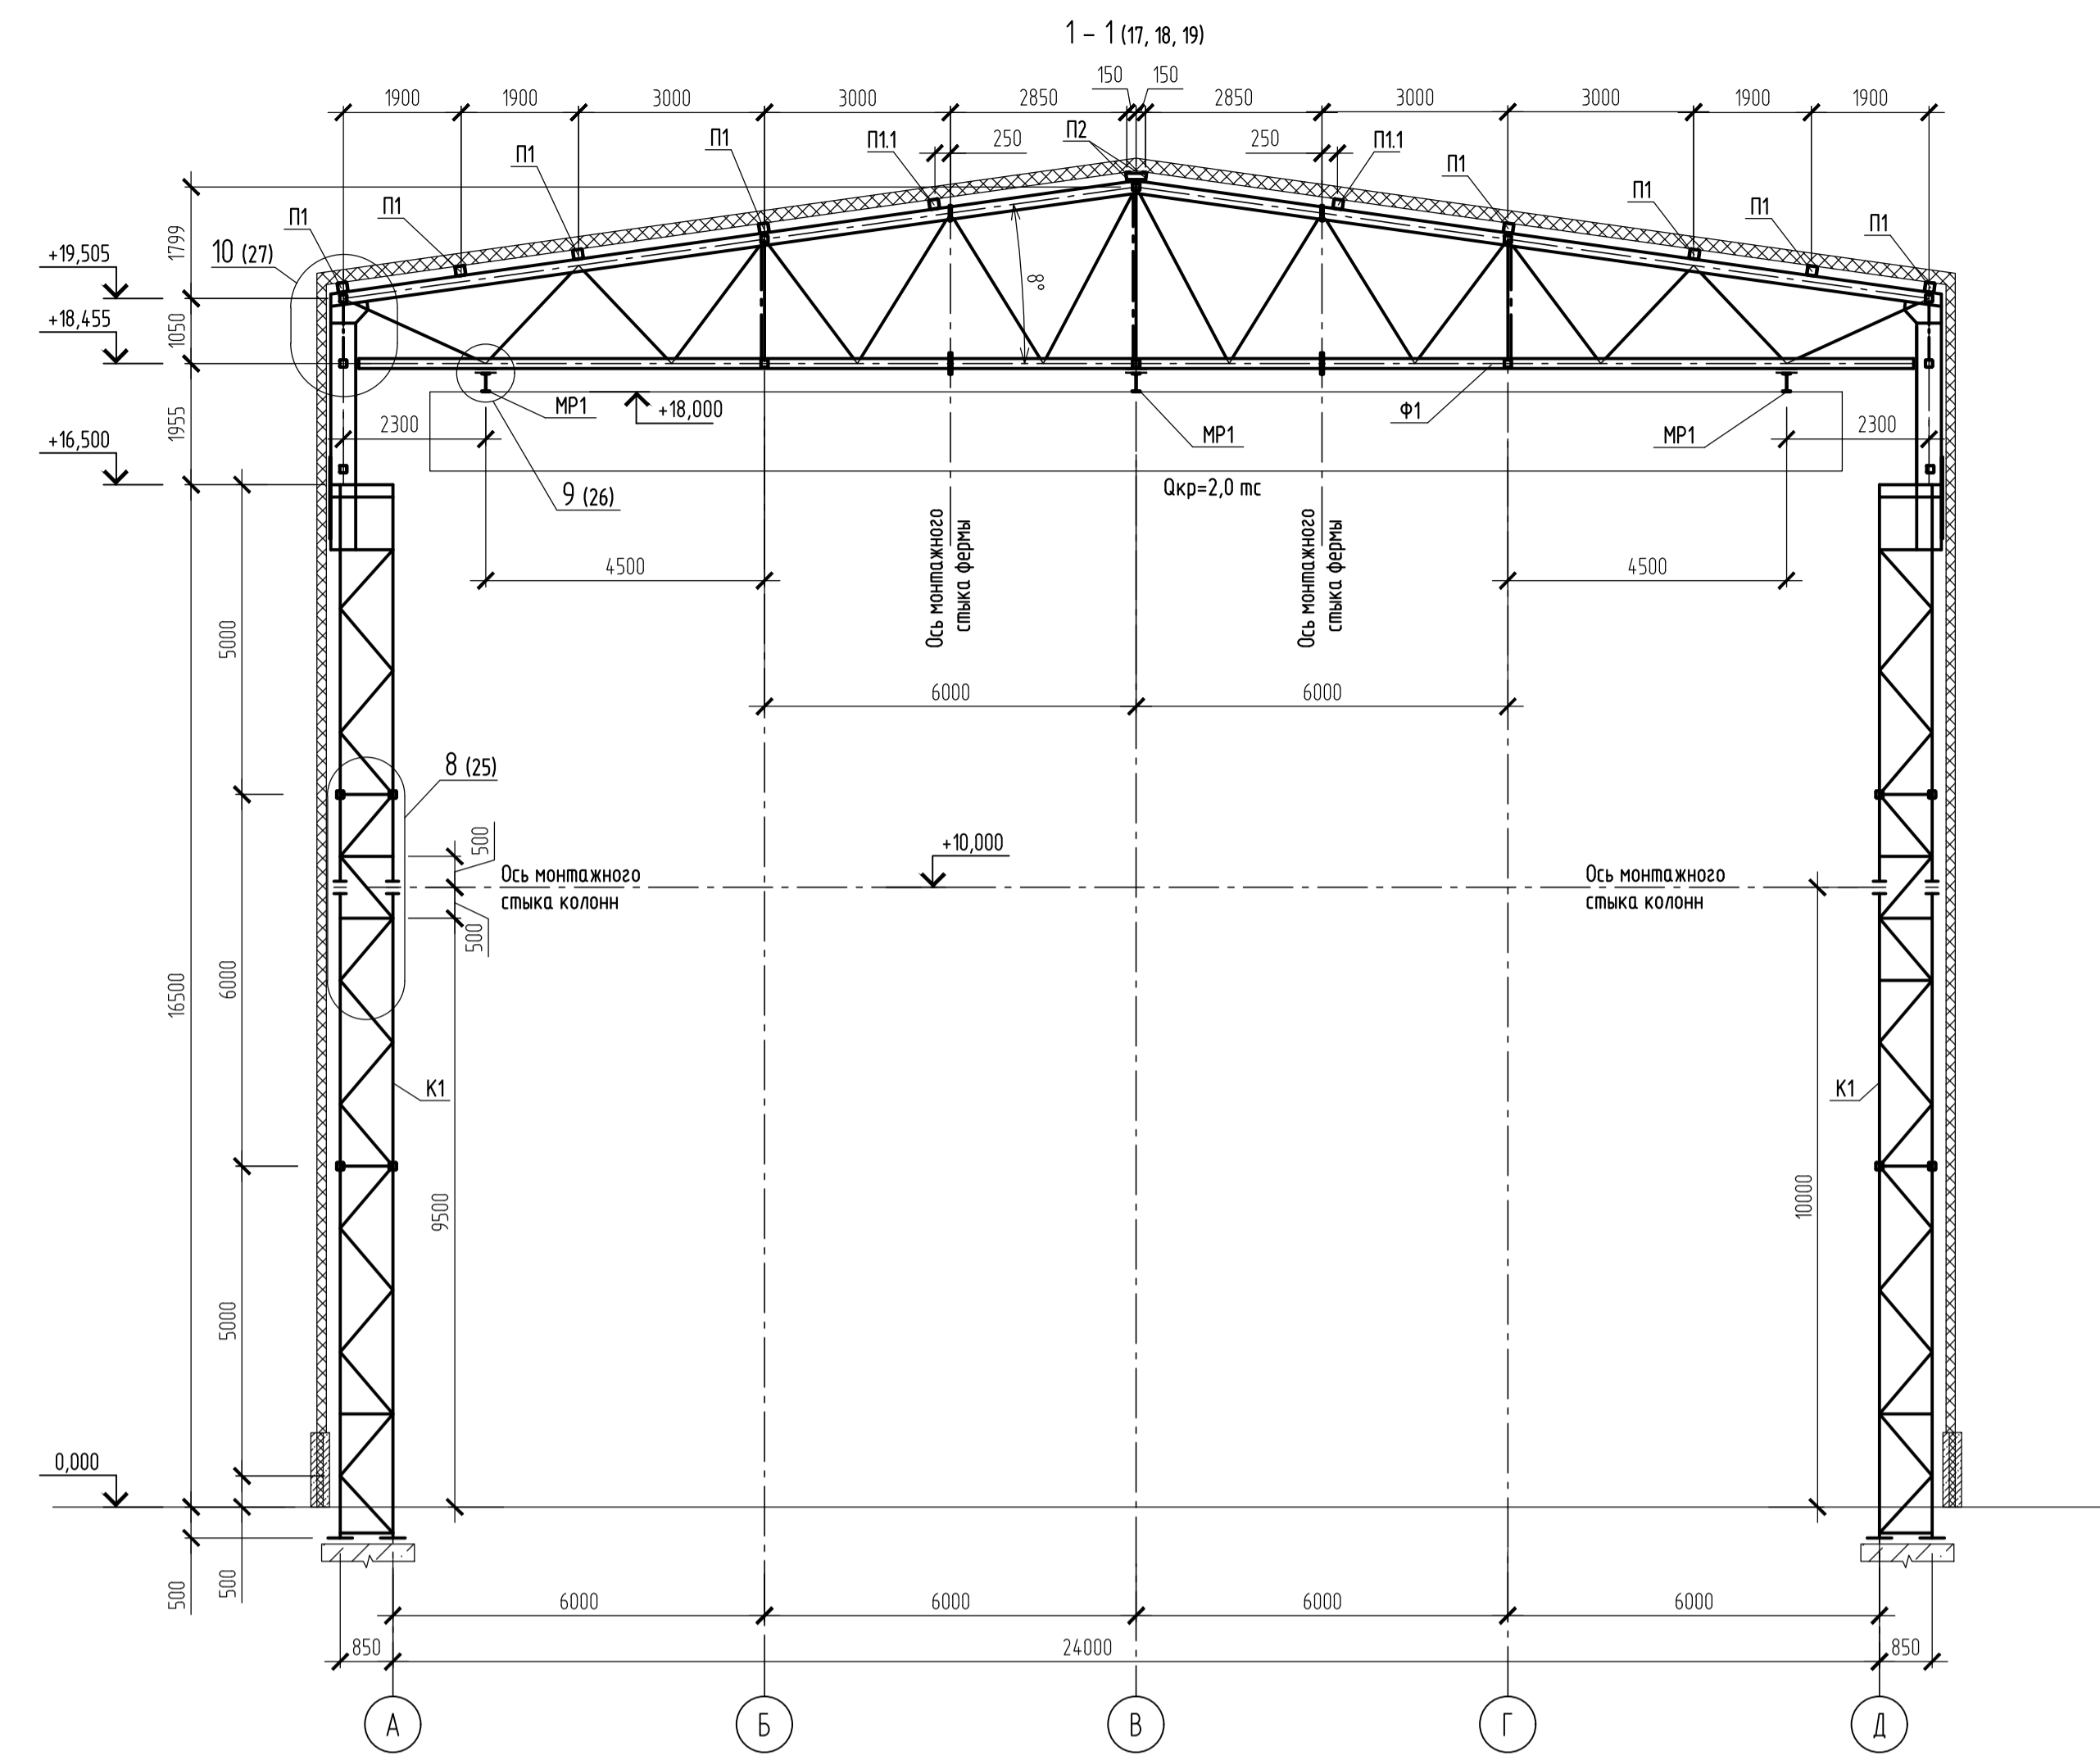 1 – 1 (17, 18, 19)
150 150
1900 1900 3000 3000 2850 2850 3000 3000 1900 1900
П1 П1 П1 П1 П1.1 250 П2 250 П1.1 П1 П1 П1 П1
10 (27)
1799
+19,505
8°
+18,455
1050
МР1
+18,000
Ф1
1955
2300
МР1
МР1
2300
+16,500
9 (26)
Qкр=2,0 тс
Ось монтажного
стыка фермы
Ось монтажного
стыка фермы
4500
4500
5000
6000
6000
8 (25)
500
+10,000
Ось монтажного
стыка колонн
Ось монтажного
стыка колонн
500
16500
6000
К1
К1
9500
10000
5000
0,000
500
500
6000 6000 6000 6000
850 24000 850
А Б В Г Д